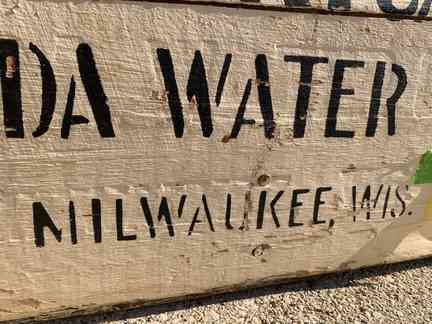 DA WATER
MILWAUKEE, WIS.